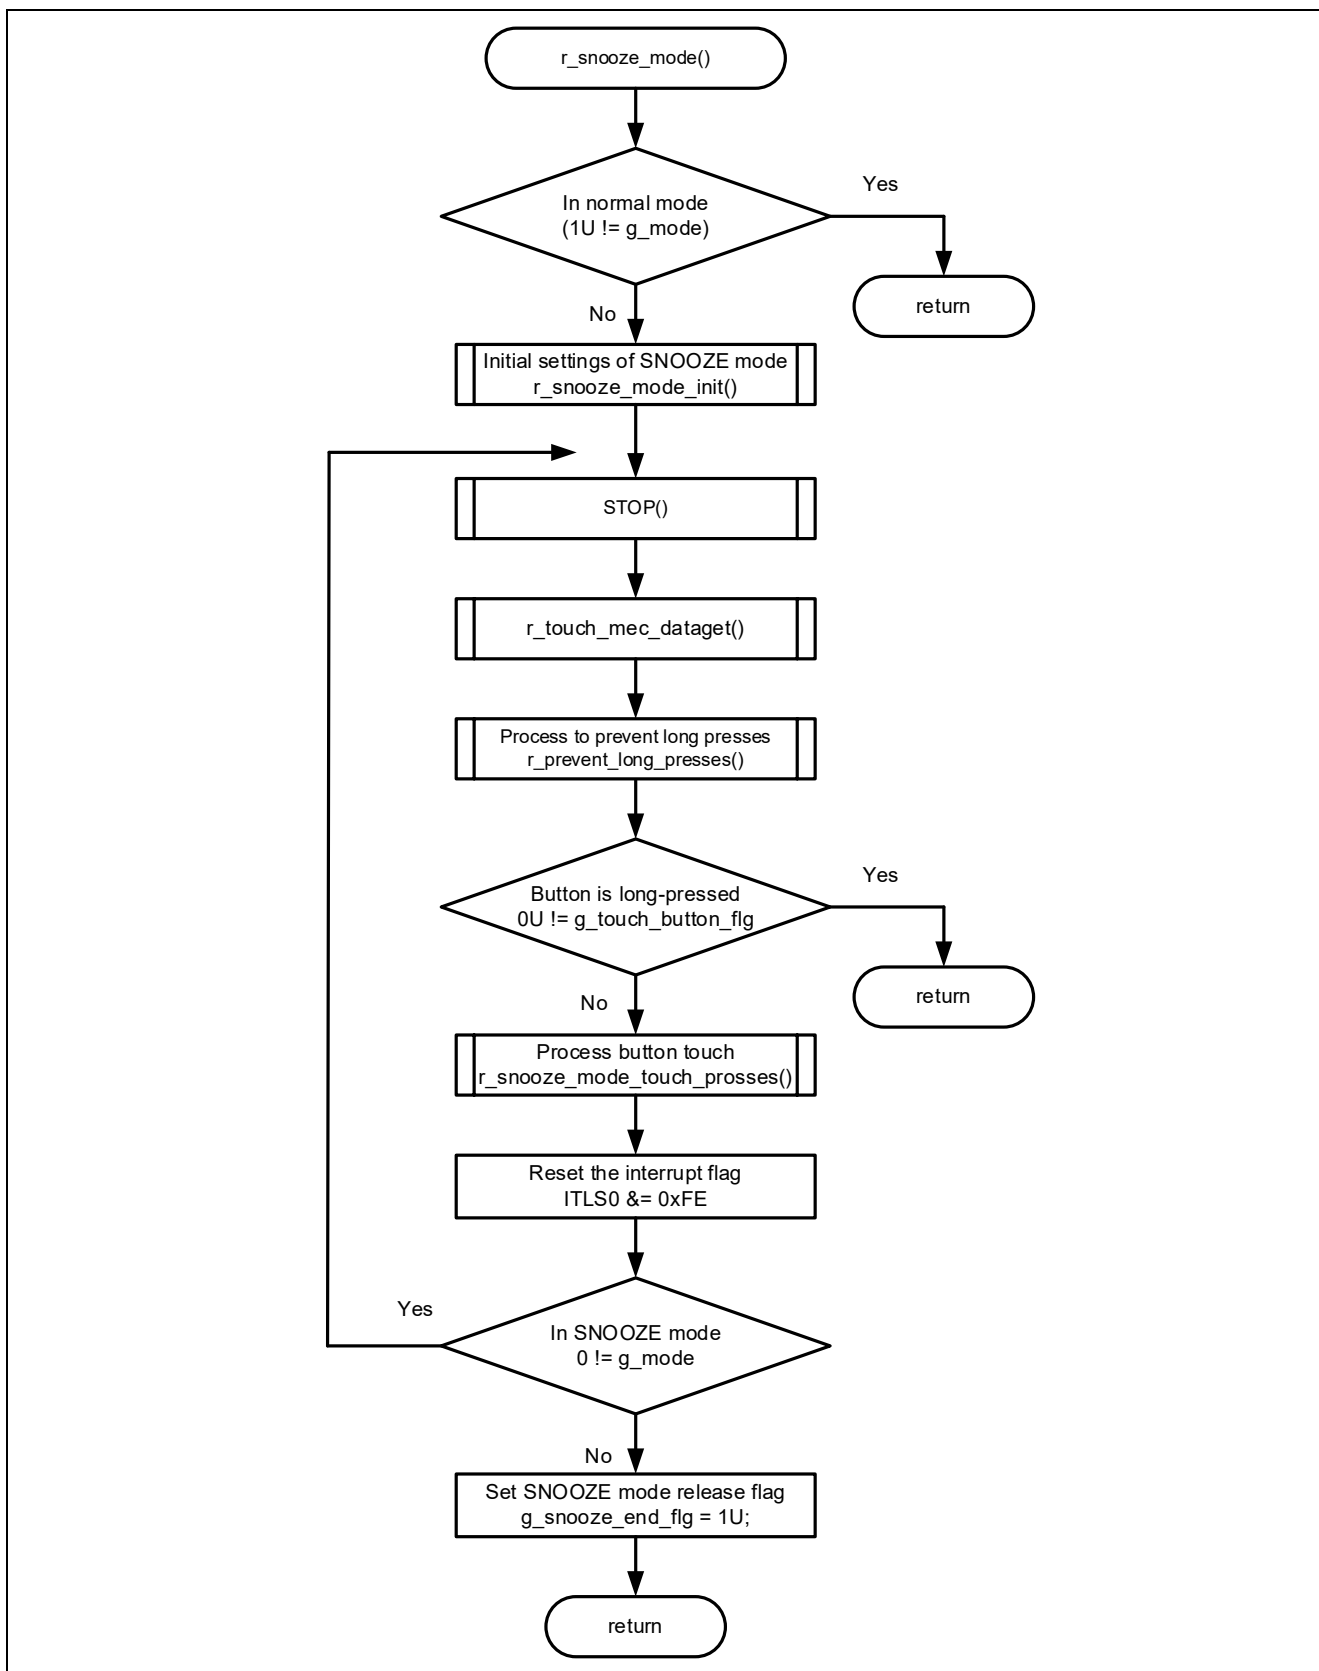 r_snooze_mode()
In normal mode
(1U != g_mode)
Yes
return
No
Initial settings of SNOOZE mode
r_snooze_mode_init()
STOP()
r_touch_mec_dataget()
Process to prevent long presses
r_prevent_long_presses()
Button is long-pressed
0U != g_touch_button_flg
Yes
return
No
Process button touch
r_snooze_mode_touch_prosses()
Reset the interrupt flag
ITLS0 &= 0xFE
Yes
In SNOOZE mode
0 != g_mode
No
Set SNOOZE mode release flag
g_snooze_end_flg = 1U;
return